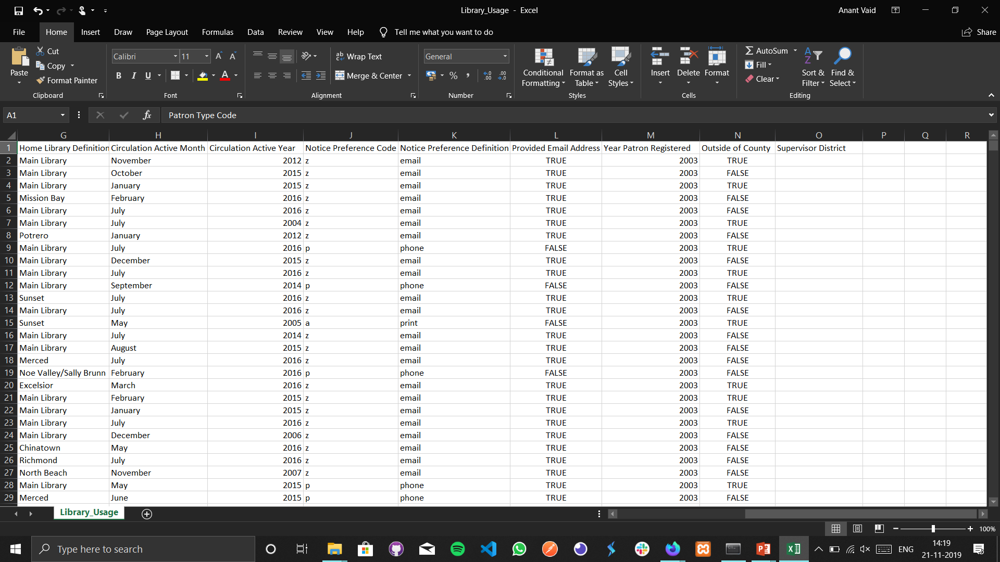 Library_Usage - Excel
Anant Vaid
File Home Insert Draw Page Layout Formulas Data Review View Help Tell me what you want to do Share
Paste Cut Copy Format Painter Clipboard
Calibri 11 B I U A Font
ab Wrap Text Merge & Center Alignment
General % Number
Conditional Formatting Format as Table Cell Styles Styles
Insert Delete Format Cells
AutoSum Fill Clear Sort & Filter Find & Select Editing
A1 fx Patron Type Code
G H I J K L M N O P Q R
1 Home Library Definition Circulation Active Month Circulation Active Year Notice Preference Code Notice Preference Definition Provided Email Address Year Patron Registered Outside of County Supervisor District
2 Main Library November 2012 z email TRUE 2003 TRUE
3 Main Library October 2015 z email TRUE 2003 FALSE
4 Main Library January 2015 z email TRUE 2003 TRUE
5 Mission Bay February 2016 z email TRUE 2003 FALSE
6 Main Library July 2016 z email TRUE 2003 FALSE
7 Main Library July 2004 z email TRUE 2003 TRUE
8 Potrero January 2012 z email TRUE 2003 FALSE
9 Main Library July 2016 p phone FALSE 2003 TRUE
10 Main Library December 2015 z email TRUE 2003 FALSE
11 Main Library July 2016 z email TRUE 2003 TRUE
12 Main Library September 2014 p phone FALSE 2003 FALSE
13 Sunset July 2016 z email TRUE 2003 TRUE
14 Main Library July 2016 z email TRUE 2003 FALSE
15 Sunset May 2005 a print FALSE 2003 TRUE
16 Main Library July 2014 z email TRUE 2003 FALSE
17 Main Library August 2015 z email TRUE 2003 FALSE
18 Merced July 2016 z email TRUE 2003 FALSE
19 Noe Valley/Sally Brunn February 2016 p phone FALSE 2003 FALSE
20 Excelsior March 2016 z email TRUE 2003 TRUE
21 Main Library February 2015 z email TRUE 2003 TRUE
22 Main Library January 2015 z email TRUE 2003 FALSE
23 Main Library July 2016 z email TRUE 2003 TRUE
24 Main Library December 2006 z email TRUE 2003 FALSE
25 Chinatown May 2016 z email TRUE 2003 FALSE
26 Richmond July 2016 z email TRUE 2003 FALSE
27 North Beach November 2007 z email TRUE 2003 FALSE
28 Main Library May 2015 p phone TRUE 2003 TRUE
29 Merced June 2015 p phone TRUE 2003 FALSE
Library_Usage
100%
Type here to search
ENG
14:19
21-11-2019